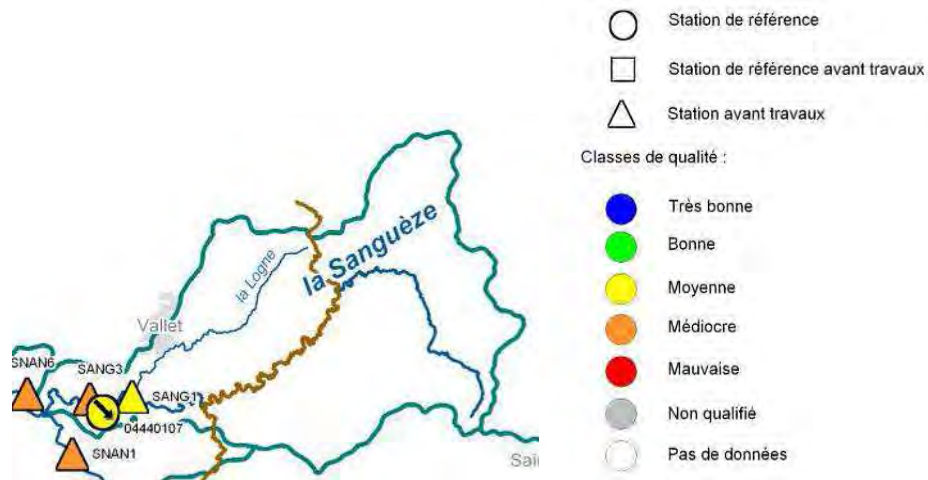 Station de référence
Station de référence avant travaux
Station avant travaux
Classes de qualité :
Très bonne
Bonne
Moyenne
Médiocre
Mauvaise
Non qualifié
Pas de données
la Sanguèze
la Logne
Vallet
SNAN6
SANG3
SANG1
04440107
SNAN1